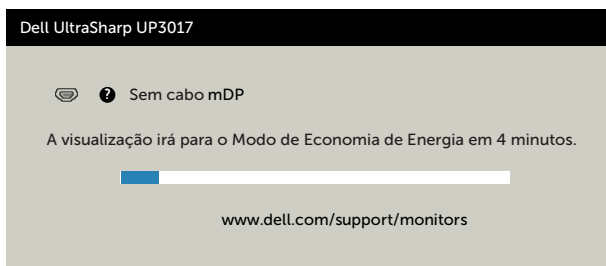 Dell UltraSharp UP3017
? Sem cabo mDP
A visualização irá para o Modo de Economia de Energia em 4 minutos.
www.dell.com/support/monitors